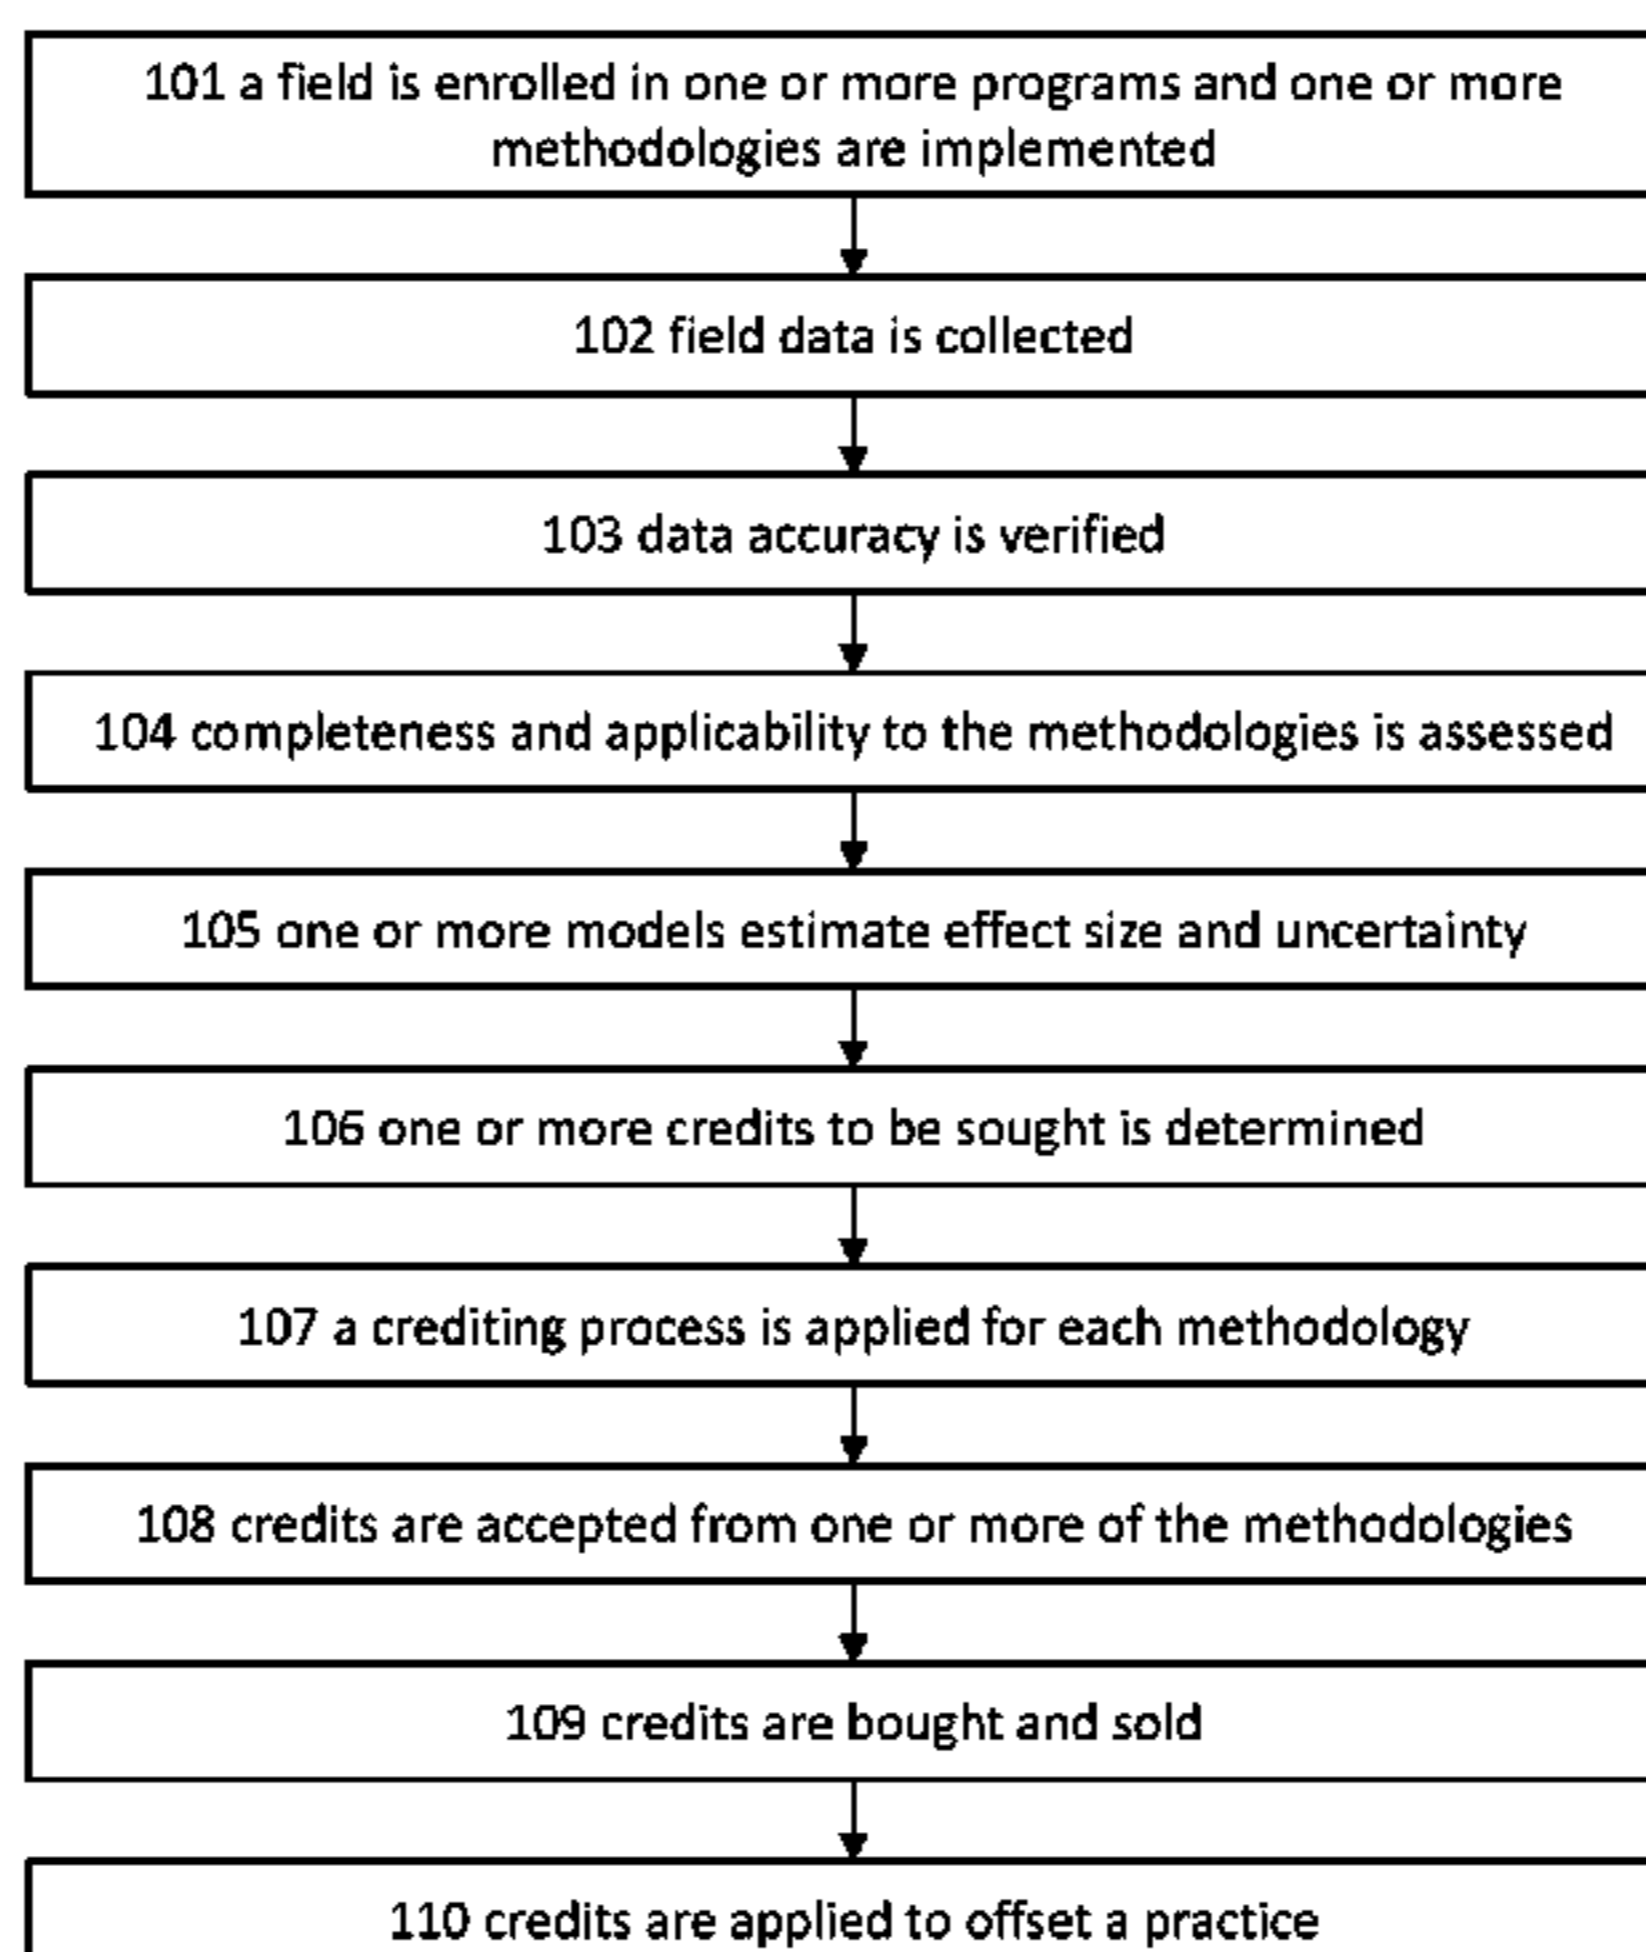 101 a field is enrolled in one or more programs and one or more
methodologies are implemented
102 field data is collected
103 data accuracy is verified
104 completeness and applicability to the methodologies is assessed
105 one or more models estimate effect size and uncertainty
106 one or more credits to be sought is determined
107 a crediting process is applied for each methodology
108 credits are accepted from one or more of the methodologies
109 credits are bought and sold
110 credits are applied to offset a practice